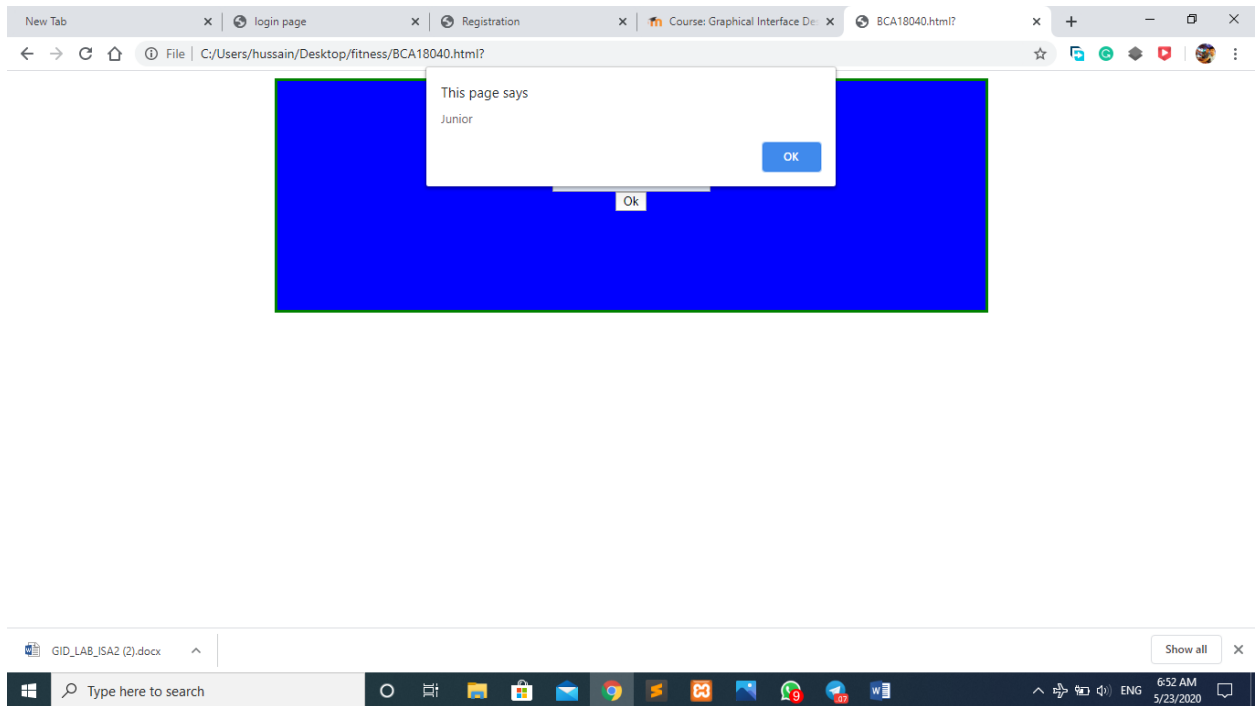 New Tab
login page
Registration
Course: Graphical Interface De
BCA18040.html?
File C:/Users/hussain/Desktop/fitness/BCA18040.html?
This page says
Junior
OK
Ok
GID_LAB_ISA2 (2).docx
Show all
Type here to search
9
07
ENG
6:52 AM
5/23/2020